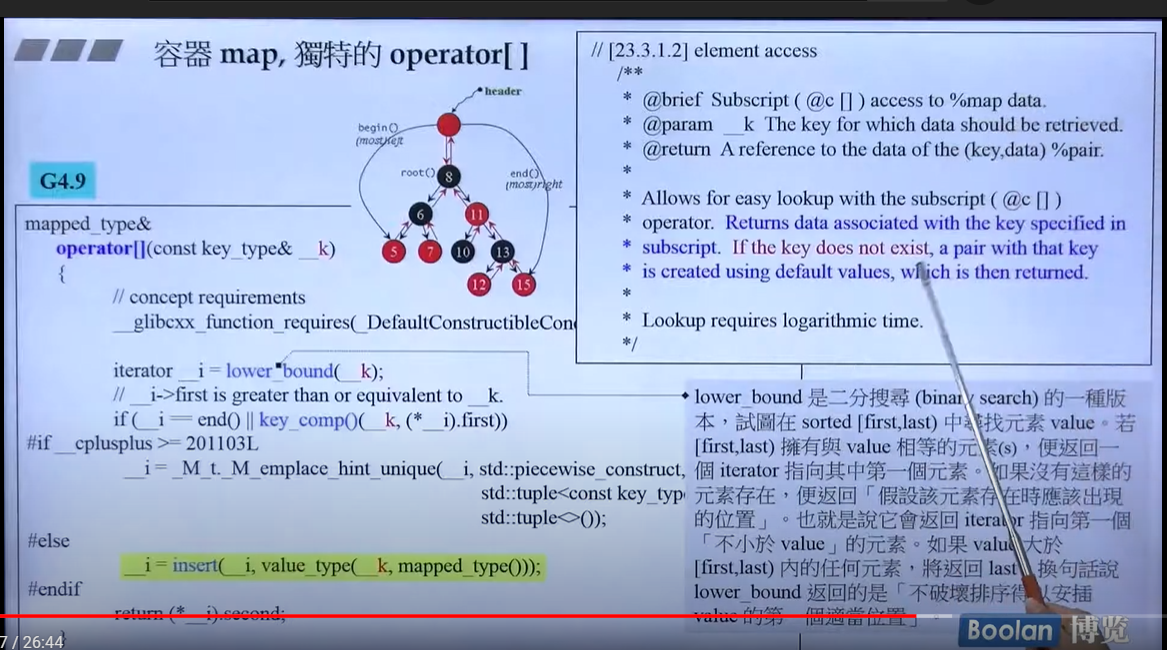 容器 map, 獨特的 operator[ ]
// [23.3.1.2] element access
/**
* @brief Subscript ( @c [] ) access to %map data.
* @param __k The key for which data should be retrieved.
* @return A reference to the data of the (key,data) %pair.
*
* Allows for easy lookup with the subscript ( @c [] )
* operator. Returns data associated with the key specified in
* subscript. If the key does not exist, a pair with that key
* is created using default values, which is then returned.
*
* Lookup requires logarithmic time.
*/
header
begin()
(most left
root()
end()
(most right
8
6
11
5
7
10
13
12
15
G4.9
mapped_type&
operator[](const key_type& __k)
{
// concept requirements
__glibcxx_function_requires(_DefaultConstructibleCon
iterator __i = lower_bound(__k);
// __i->first is greater than or equivalent to __k.
if (__i == end() || key_comp()(__k, (*__i).first))
#if __cplusplus >= 201103L
__i = _M_t._M_emplace_hint_unique(__i, std::piecewise_construct,
std::tuple<const key_typ
std::tuple<>());
#else
__i = insert(__i, value_type(__k, mapped_type()));
#endif
return (*__i).second;
}
lower_bound 是二分搜尋 (binary search) 的一種版
本，試圖在 sorted [first,last) 中尋找元素 value。若
[first,last) 擁有與 value 相等的元素(s)，便返回一
個 iterator 指向其中第一個元素。如果沒有這樣的
元素存在，便返回「假設該元素存在時應該出現
的位置」。也就是說它會返回 iterator 指向第一個
「不小於 value」的元素。如果 value 大於
[first,last) 內的任何元素，將返回 last。換句話說
lower_bound 返回的是「不破壞排序得以安插
value 的第一個適當位置」
7 / 26:44
Boolan 博览